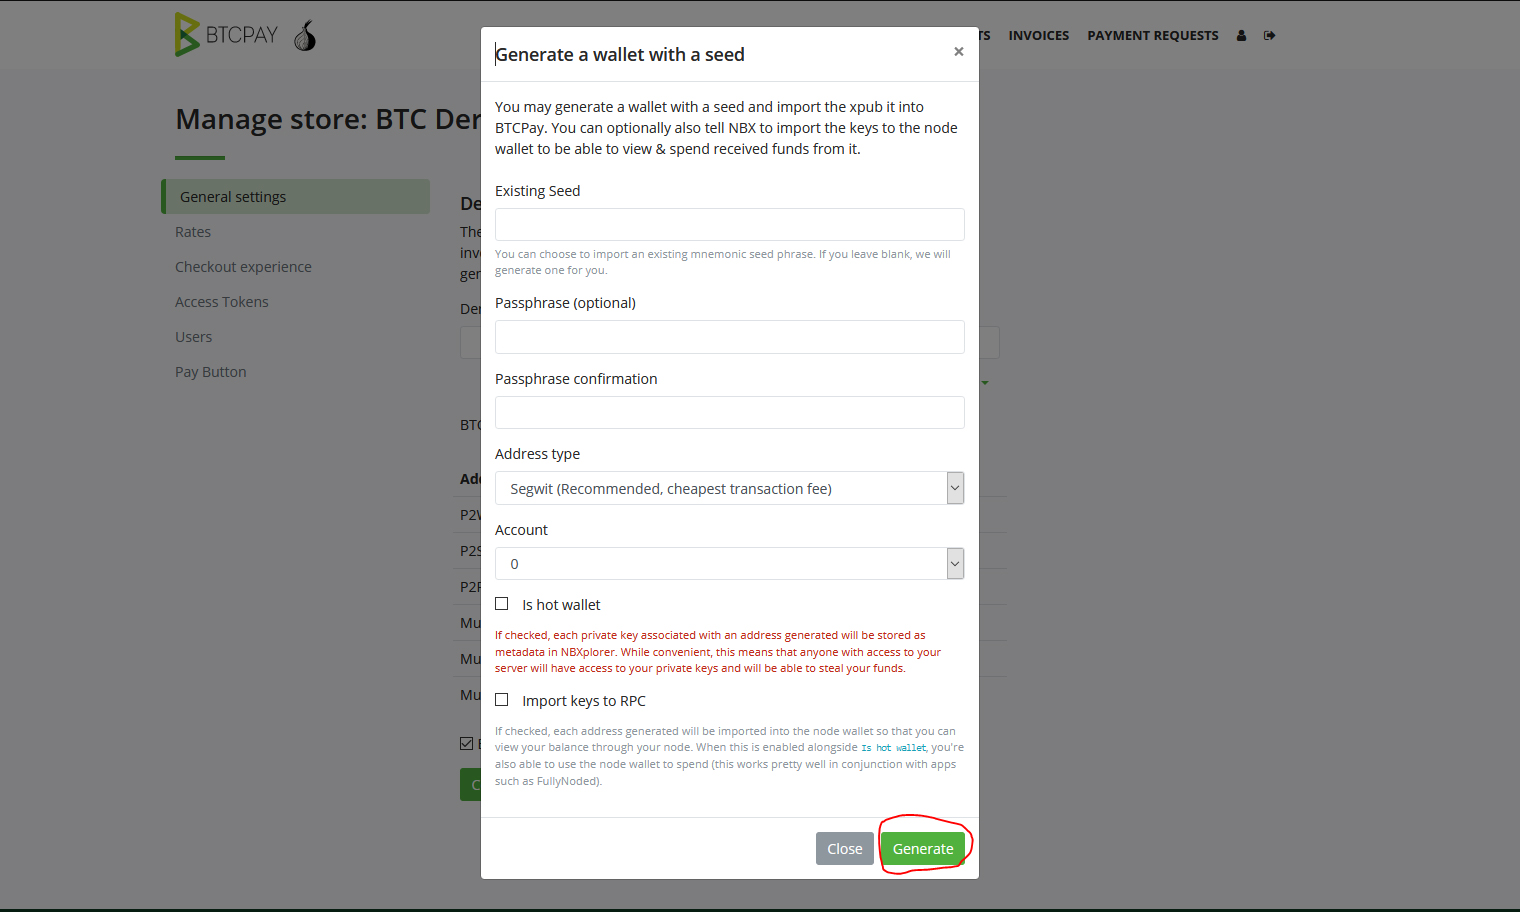 BTCPAY
TS INVOICES PAYMENT REQUESTS
Manage store: BTC Der
General settings
Rates
Checkout experience
Access Tokens
Users
Pay Button
De
The
inv
ger
Der
BTC
Add
P2W
P2S
P2P
Mu
Mu
Mu
Generate a wallet with a seed
×
You may generate a wallet with a seed and import the xpub it into
BTCPay. You can optionally also tell NBX to import the keys to the node
wallet to be able to view & spend received funds from it.
Existing Seed
You can choose to import an existing mnemonic seed phrase. If you leave blank, we will
generate one for you.
Passphrase (optional)
Passphrase confirmation
Address type
Segwit (Recommended, cheapest transaction fee)
Account
0
Is hot wallet
If checked, each private key associated with an address generated will be stored as
metadata in NBXplorer. While convenient, this means that anyone with access to your
server will have access to your private keys and will be able to steal your funds.
Import keys to RPC
If checked, each address generated will be imported into the node wallet so that you can
view your balance through your node. When this is enabled alongside Is hot wallet, you're
also able to use the node wallet to spend (this works pretty well in conjunction with apps
such as FullyNoded).
Close
Generate